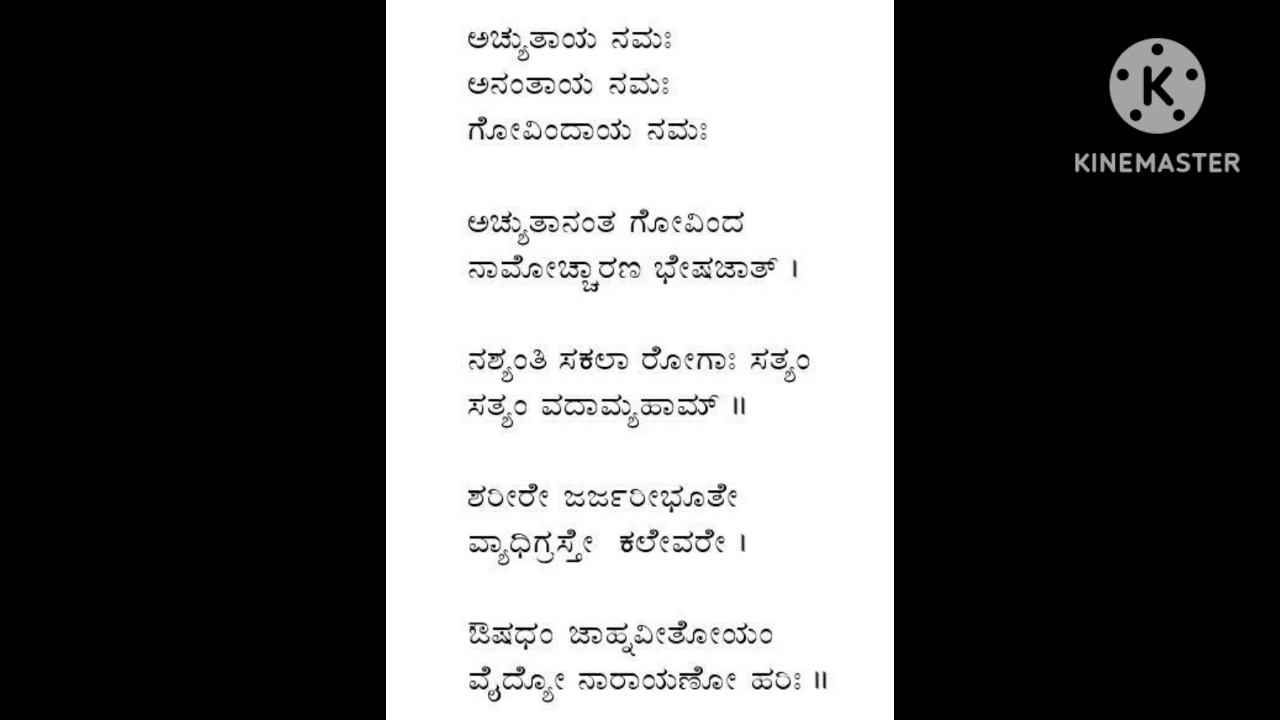 ಅಚ್ಯುತಾಯ ನಮಃ
ಅನಂತಾಯ ನಮಃ
ಗೋವಿಂದಾಯ ನಮಃ
ಅಚ್ಯುತಾನಂತ ಗೋವಿಂದ
ನಾಮೋಚ್ಚಾರಣ ಭೇಷಜಾತ್ ।
ನಶ್ಯಂತಿ ಸಕಲಾ ರೋಗಾಃ ಸತ್ಯಂ
ಸತ್ಯಂ ವದಾಮ್ಯಹಾಮ್ ॥
ಶರೀರೇ ಜರ್ಜರೀಭೂತೇ
ವ್ಯಾಧಿಗ್ರಸ್ತೇ ಕಲೇವರೇ ।
ಔಷಧಂ ಜಾಹ್ನವೀತೋಯಂ
ವೈದ್ಯೋ ನಾರಾಯಣೋ ಹರಿಃ ॥
K
KINEMASTER